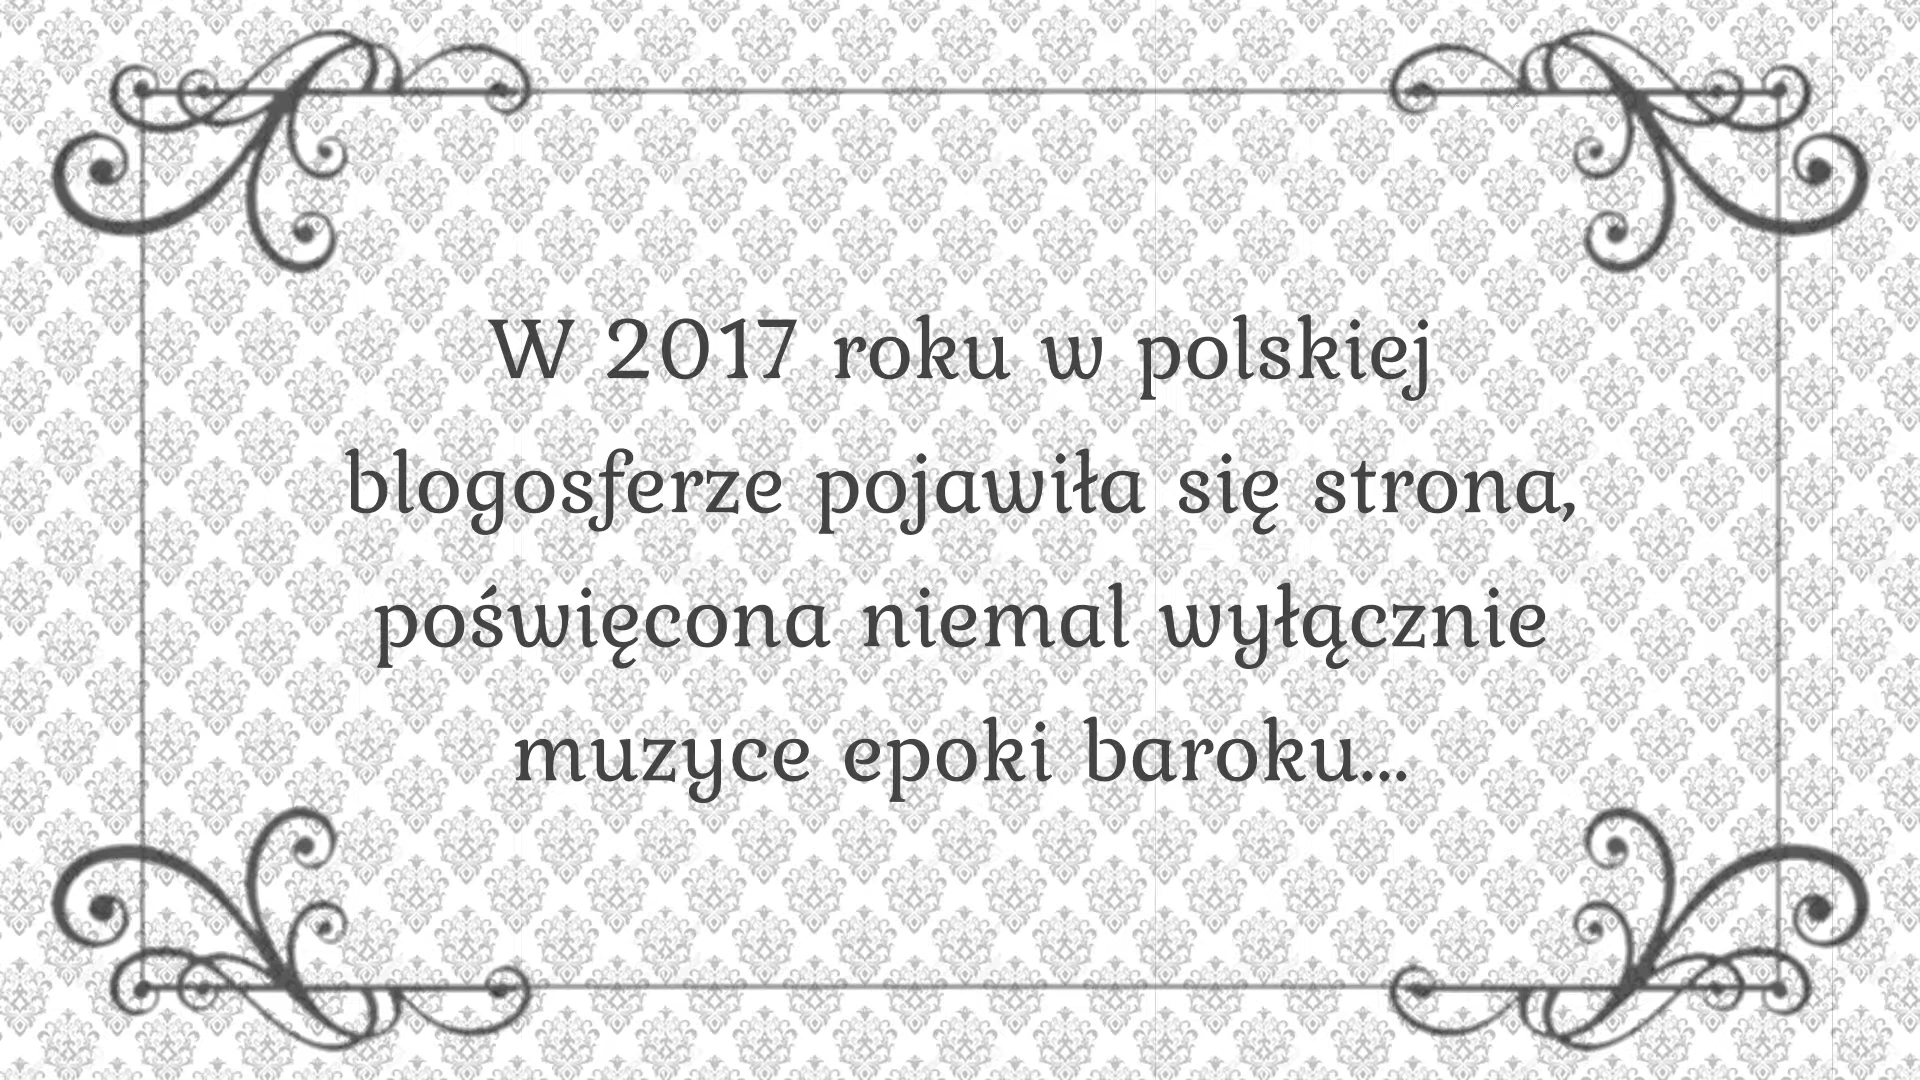 W 2017 roku w polskiej
blogosferze pojawiła się strona,
poświęcona niemal wyłącznie
muzyce epoki baroku...